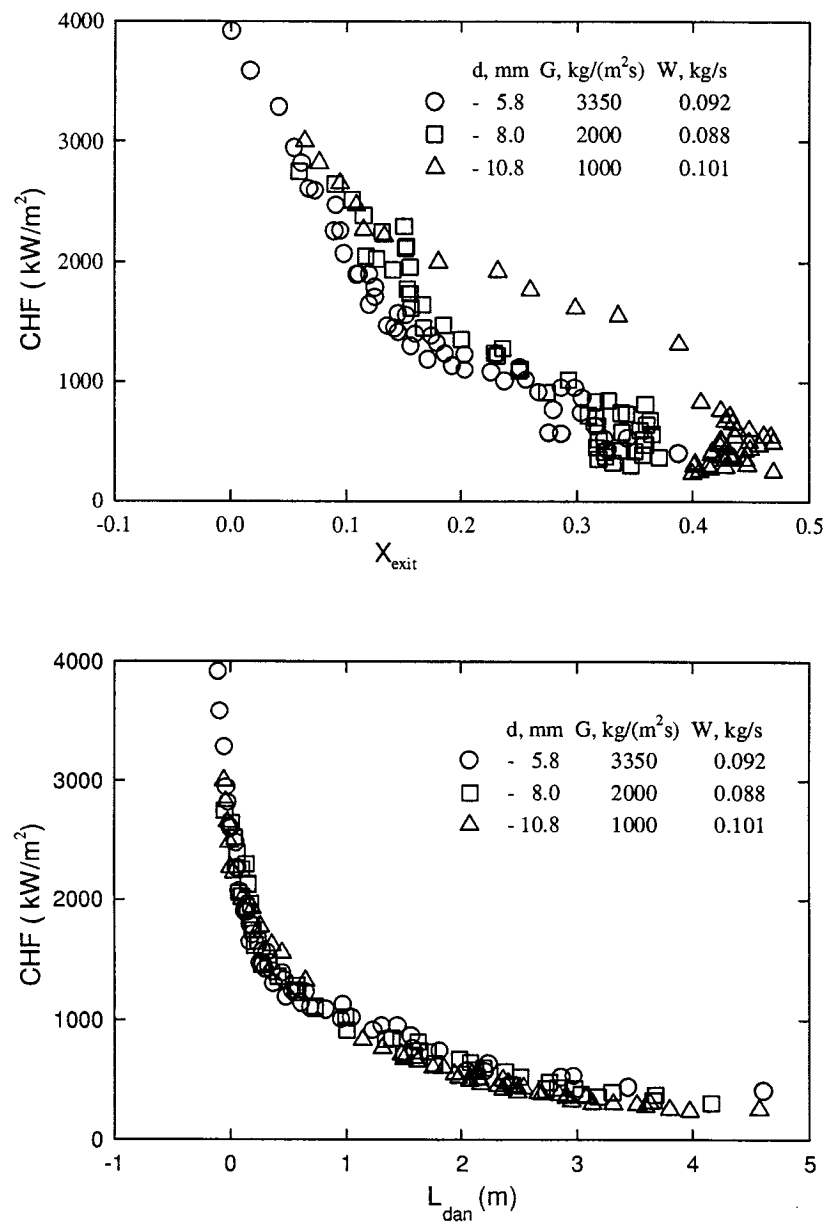 4000
d, mm G, kg/(m²s) W, kg/s
○ - 5.8 3350 0.092
□ - 8.0 2000 0.088
△ - 10.8 1000 0.101
3000
CHF ( kW/m²)
2000
1000
0
-0.1 0.0 0.1 0.2 0.3 0.4 0.5
X_exit
4000
d, mm G, kg/(m²s) W, kg/s
○ - 5.8 3350 0.092
□ - 8.0 2000 0.088
△ - 10.8 1000 0.101
3000
CHF ( kW/m²)
2000
1000
0
-1 0 1 2 3 4 5
L_dan (m)